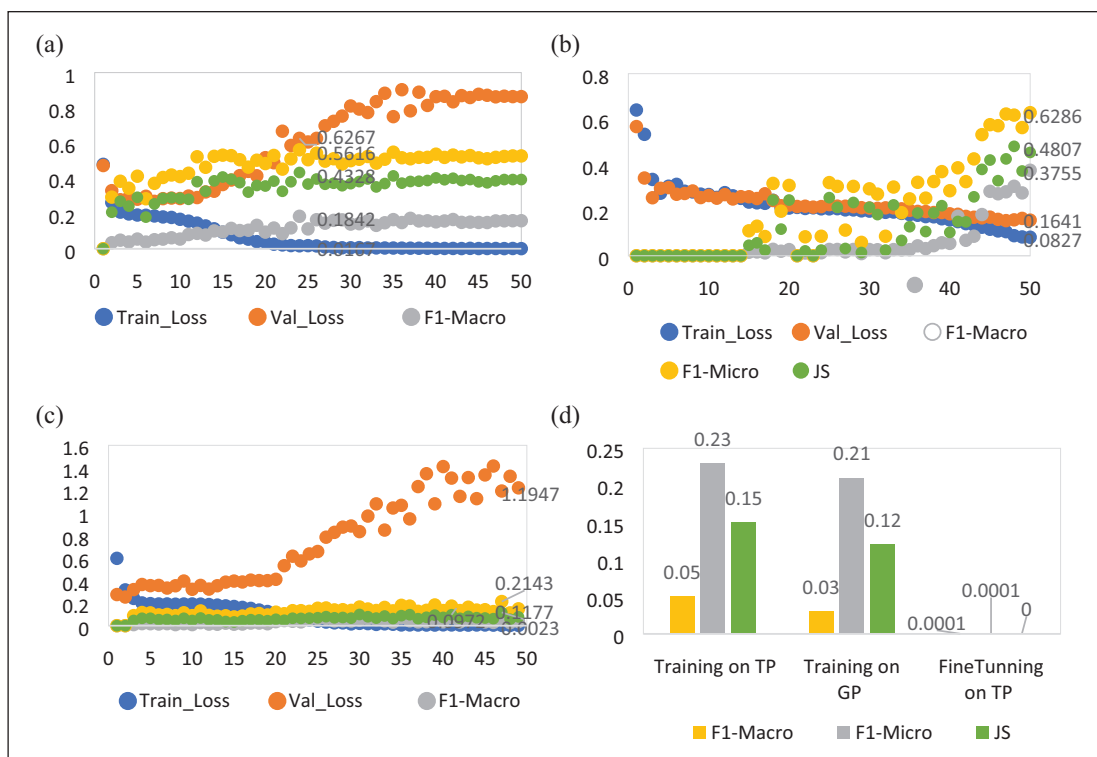 (a)
1
0.8
0.6
0.4
0.2
0
0.6267
0.5616
0.4328
0.1842
0 5 10 15 20 25 30 35 40 45 50
Train_Loss Val_Loss F1-Macro
(b)
0.8
0.6
0.4
0.2
0
0.6286
0.4807
0.3755
0.1641
0.0827
0 10 20 30 40 50
Train_Loss Val_Loss F1-Macro
F1-Micro JS
(c)
1.6
1.4
1.2
1.0
0.8
0.6
0.4
0.2
0
1.1947
0.2143
0.1177
0.0972
0.0023
0 5 10 15 20 25 30 35 40 45 50
Train_Loss Val_Loss F1-Macro
(d)
0.25
0.2
0.15
0.1
0.05
0
0.05
0.23
0.15
0.03
0.21
0.12
0.0001
0.0001
0
Training on TP
Training on
GP
FineTunning
on TP
F1-Macro F1-Micro JS